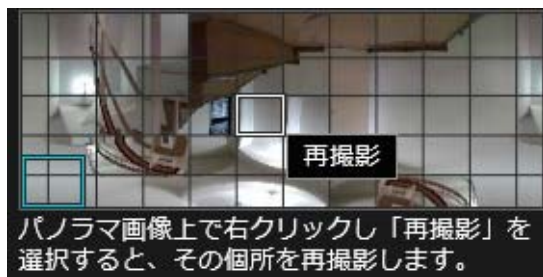 再撮影
パノラマ画像上で右クリックし「再撮影」を
選択すると、その個所を再撮影します。